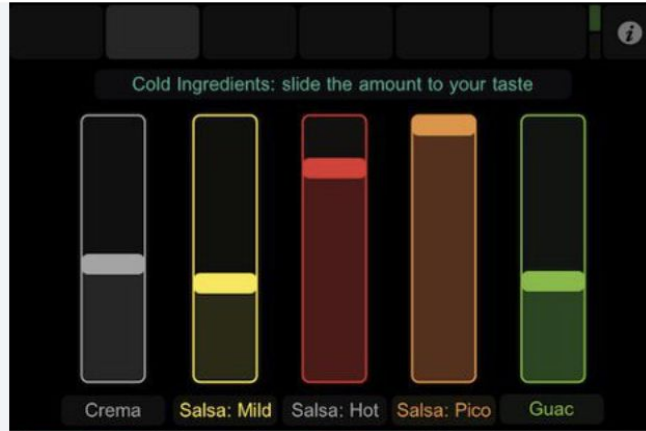 i
Cold Ingredients: slide the amount to your taste
Crema
Salsa: Mild
Salsa: Hot
Salsa: Pico
Guac